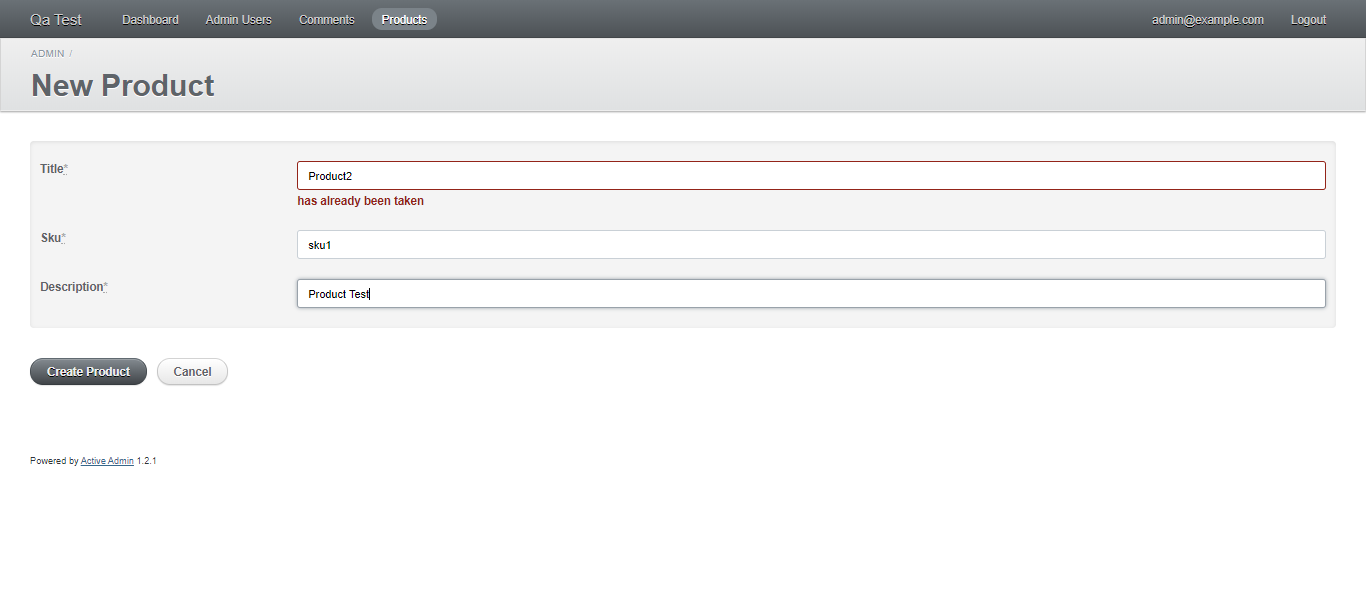 Qa Test Dashboard Admin Users Comments Products admin@example.com Logout
ADMIN /
New Product
Title*
Product2
has already been taken
Sku*
sku1
Description*
Product Test
Create Product Cancel
Powered by Active Admin 1.2.1